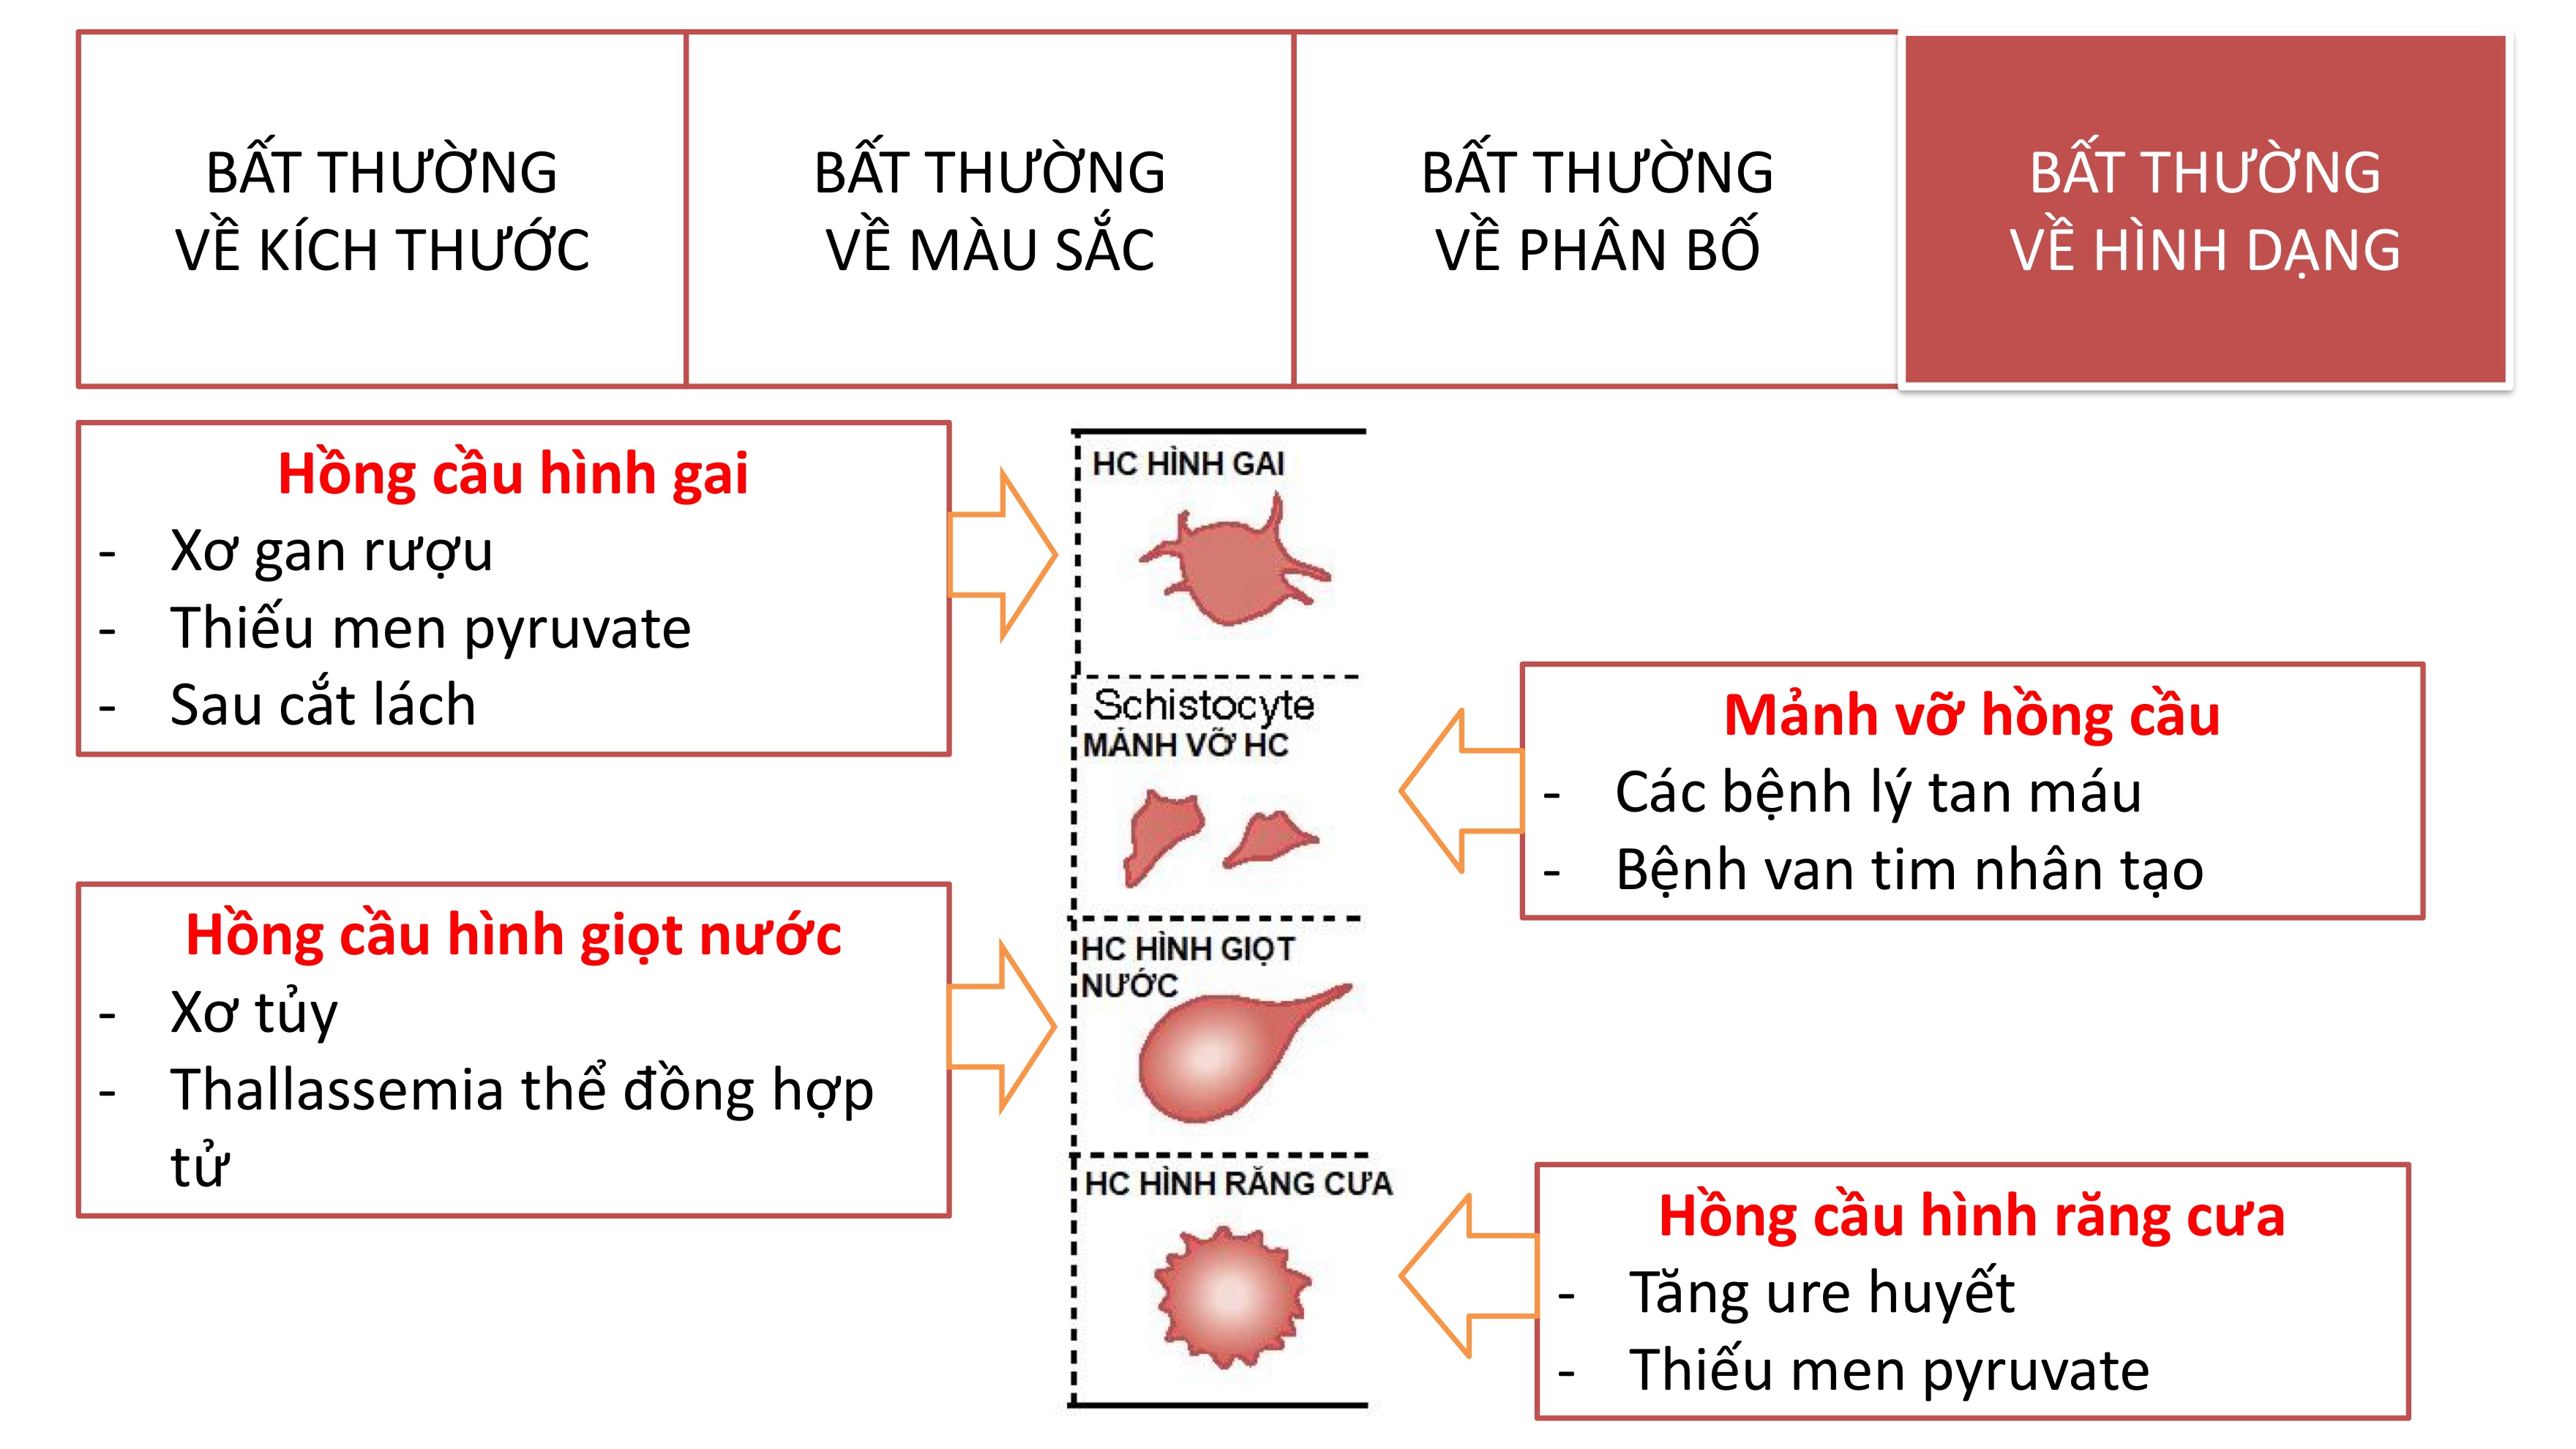 BẤT THƯỜNG
VỀ KÍCH THƯỚC
BẤT THƯỜNG
VỀ MÀU SẮC
BẤT THƯỜNG
VỀ PHÂN BỐ
BẤT THƯỜNG
VỀ HÌNH DẠNG
Hồng cầu hình gai
- Xơ gan rượu
- Thiếu men pyruvate
- Sau cắt lách
HC HÌNH GAI
Schistocyte
MẢNH VỠ HC
Mảnh vỡ hồng cầu
- Các bệnh lý tan máu
- Bệnh van tim nhân tạo
Hồng cầu hình giọt nước
- Xơ tủy
- Thallassemia thể đồng hợp
tử
HC HÌNH GIỌT
NƯỚC
HC HÌNH RĂNG CƯA
Hồng cầu hình răng cưa
- Tăng ure huyết
- Thiếu men pyruvate